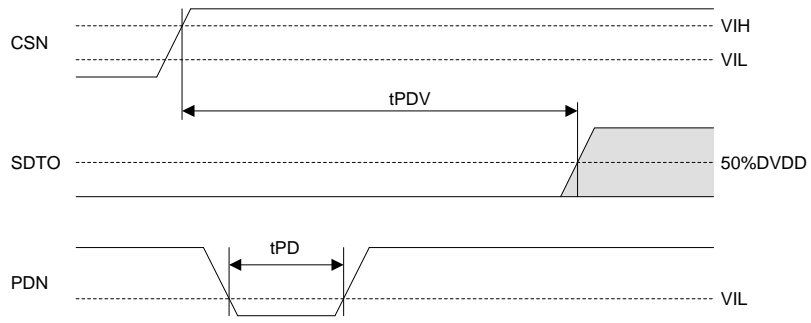 VIH
CSN
VIL
tPDV
SDTO
50%DVDD
tPD
PDN
VIL